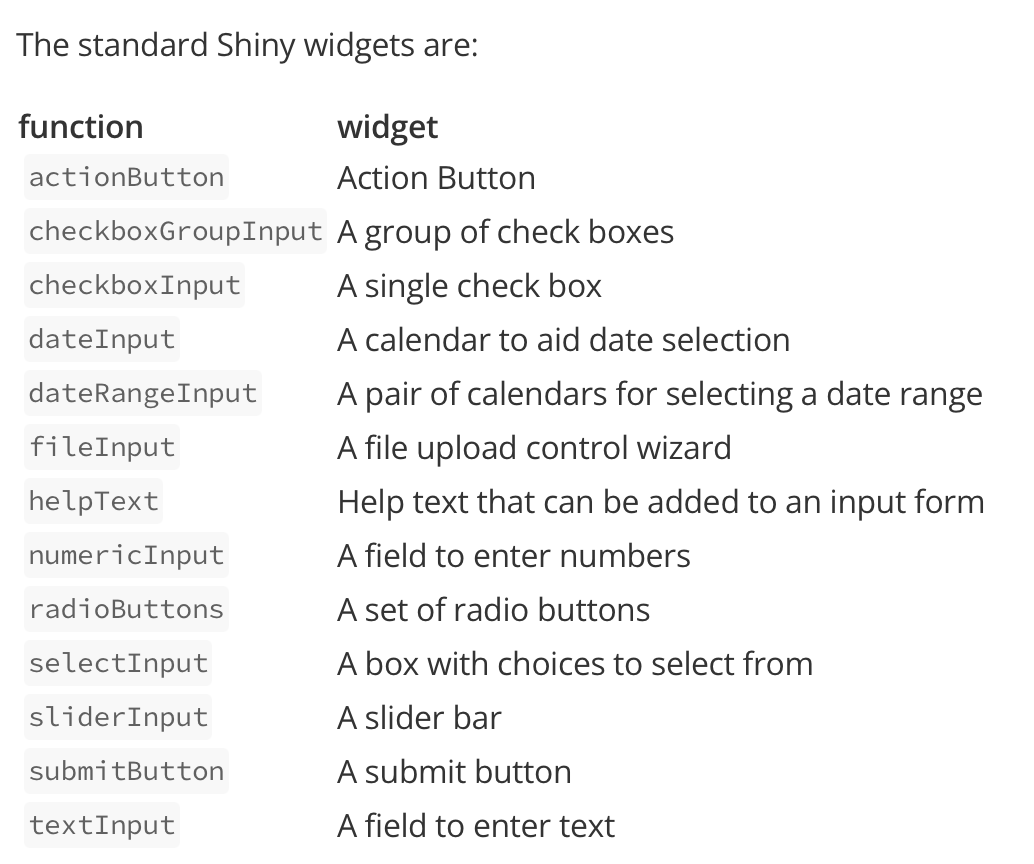 The standard Shiny widgets are:
function widget
actionButton Action Button
checkboxGroupInput A group of check boxes
checkboxInput A single check box
dateInput A calendar to aid date selection
dateRangeInput A pair of calendars for selecting a date range
fileInput A file upload control wizard
helpText Help text that can be added to an input form
numericInput A field to enter numbers
radioButtons A set of radio buttons
selectInput A box with choices to select from
sliderInput A slider bar
submitButton A submit button
textInput A field to enter text